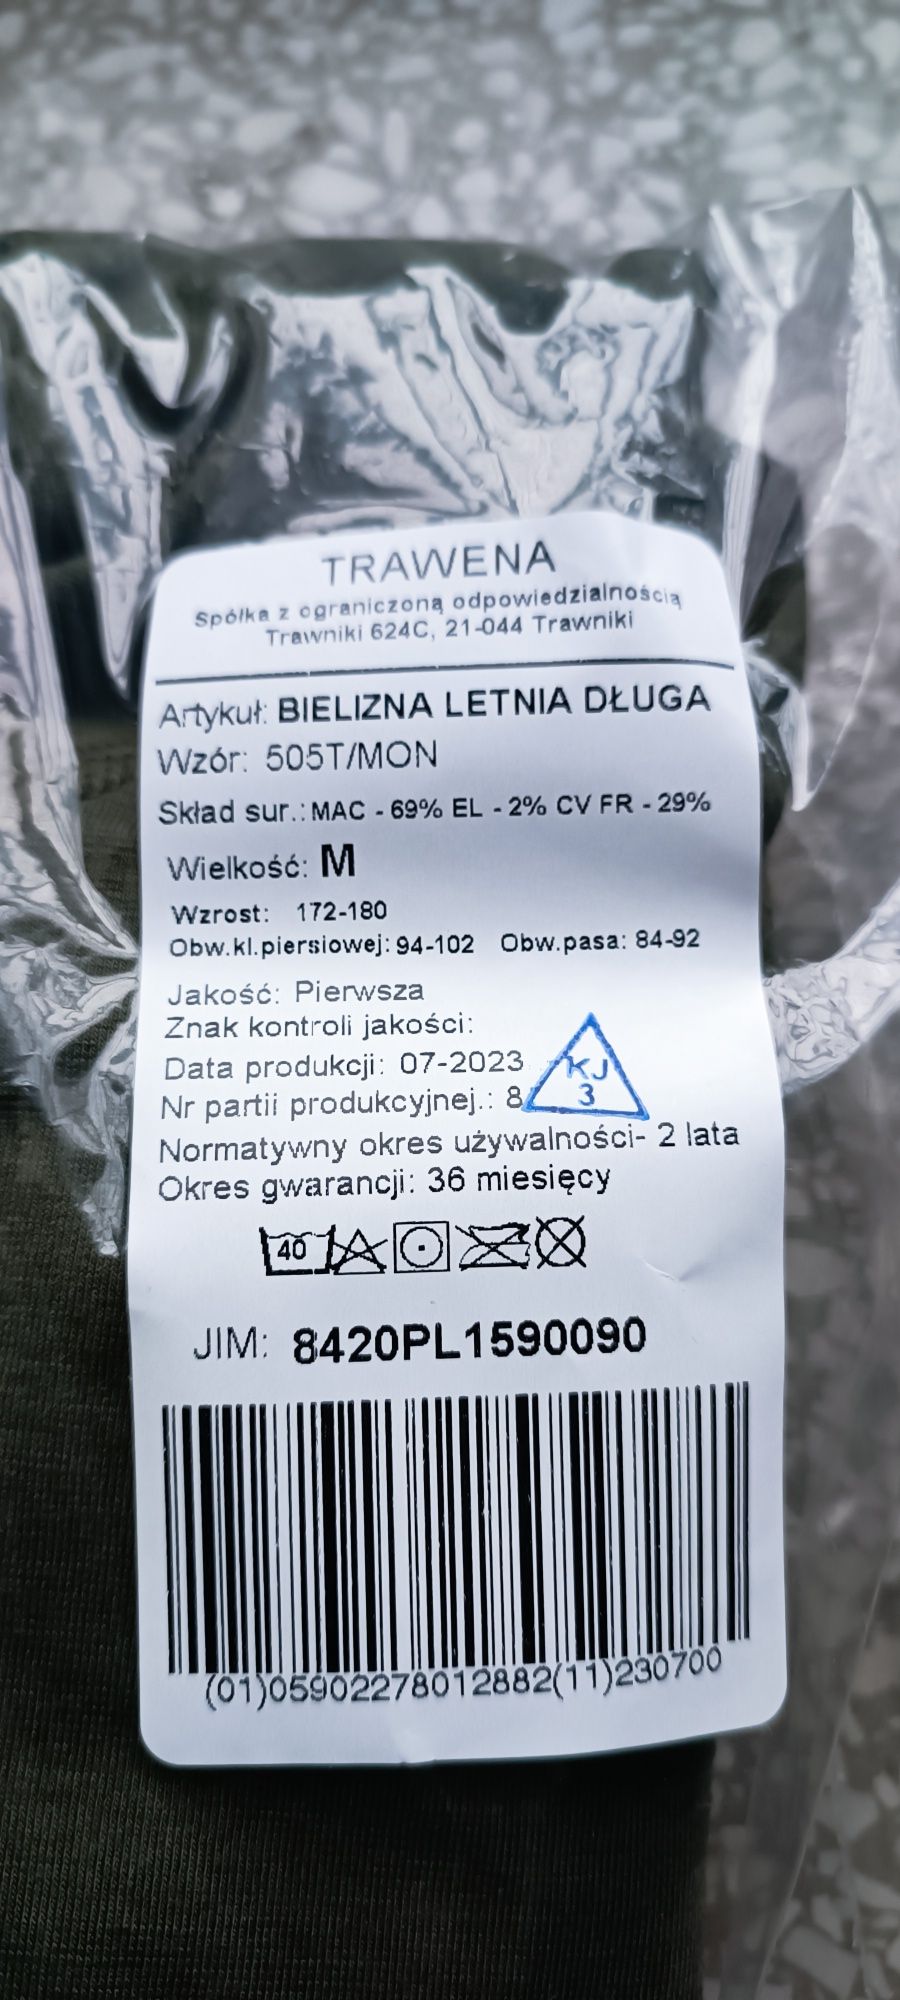 TRAWENA
Spółka z ograniczoną odpowiedzialnością
Trawniki 624C, 21-044 Trawniki
Artykuł: BIELIZNA LETNIA DŁUGA
Wzór: 505T/MON
Skład sur.: MAC - 69% EL - 2% CV FR - 29%
Wielkość: M
Wzrost: 172-180
Obw.kl.piersiowej: 94-102 Obw.pasa: 84-92
Jakość: Pierwsza
Znak kontroli jakości:
Data produkcji: 07-2023
KJ
Nr partii produkcyjnej.: 8
3
Normatywny okres używalności- 2 lata
Okres gwarancji: 36 miesięcy
40
JIM: 8420PL1590090
(01)05902278012882(11)230700